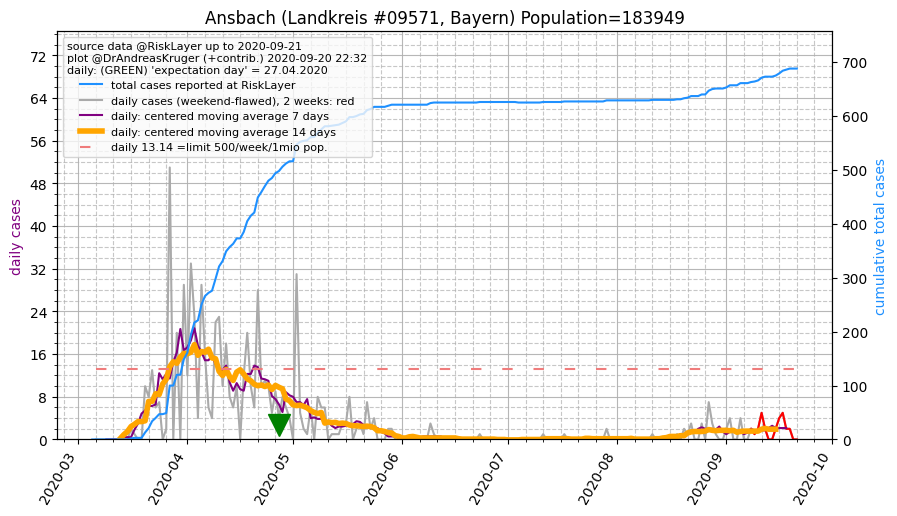 Ansbach (Landkreis #09571, Bayern) Population=183949
source data @RiskLayer up to 2020-09-21
plot @DrAndreasKruger (+contrib.) 2020-09-20 22:32
daily: (GREEN) 'expectation day' = 27.04.2020
total cases reported at RiskLayer
daily cases (weekend-flawed), 2 weeks: red
daily: centered moving average 7 days
daily: centered moving average 14 days
daily 13.14 =limit 500/week/1mio pop.
daily cases
72
64
56
48
40
32
24
16
8
0
700
600
500
400
300
200
100
0
cumulative total cases
2020-03
2020-04
2020-05
2020-06
2020-07
2020-08
2020-09
2020-10